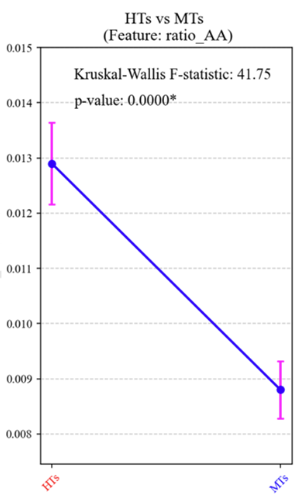 HTs vs MTs
(Feature: ratio_AA)
Kruskal-Wallis F-statistic: 41.75
p-value: 0.0000*
0.015
0.014
0.013
0.012
0.011
0.010
0.009
0.008
HTs
MTs